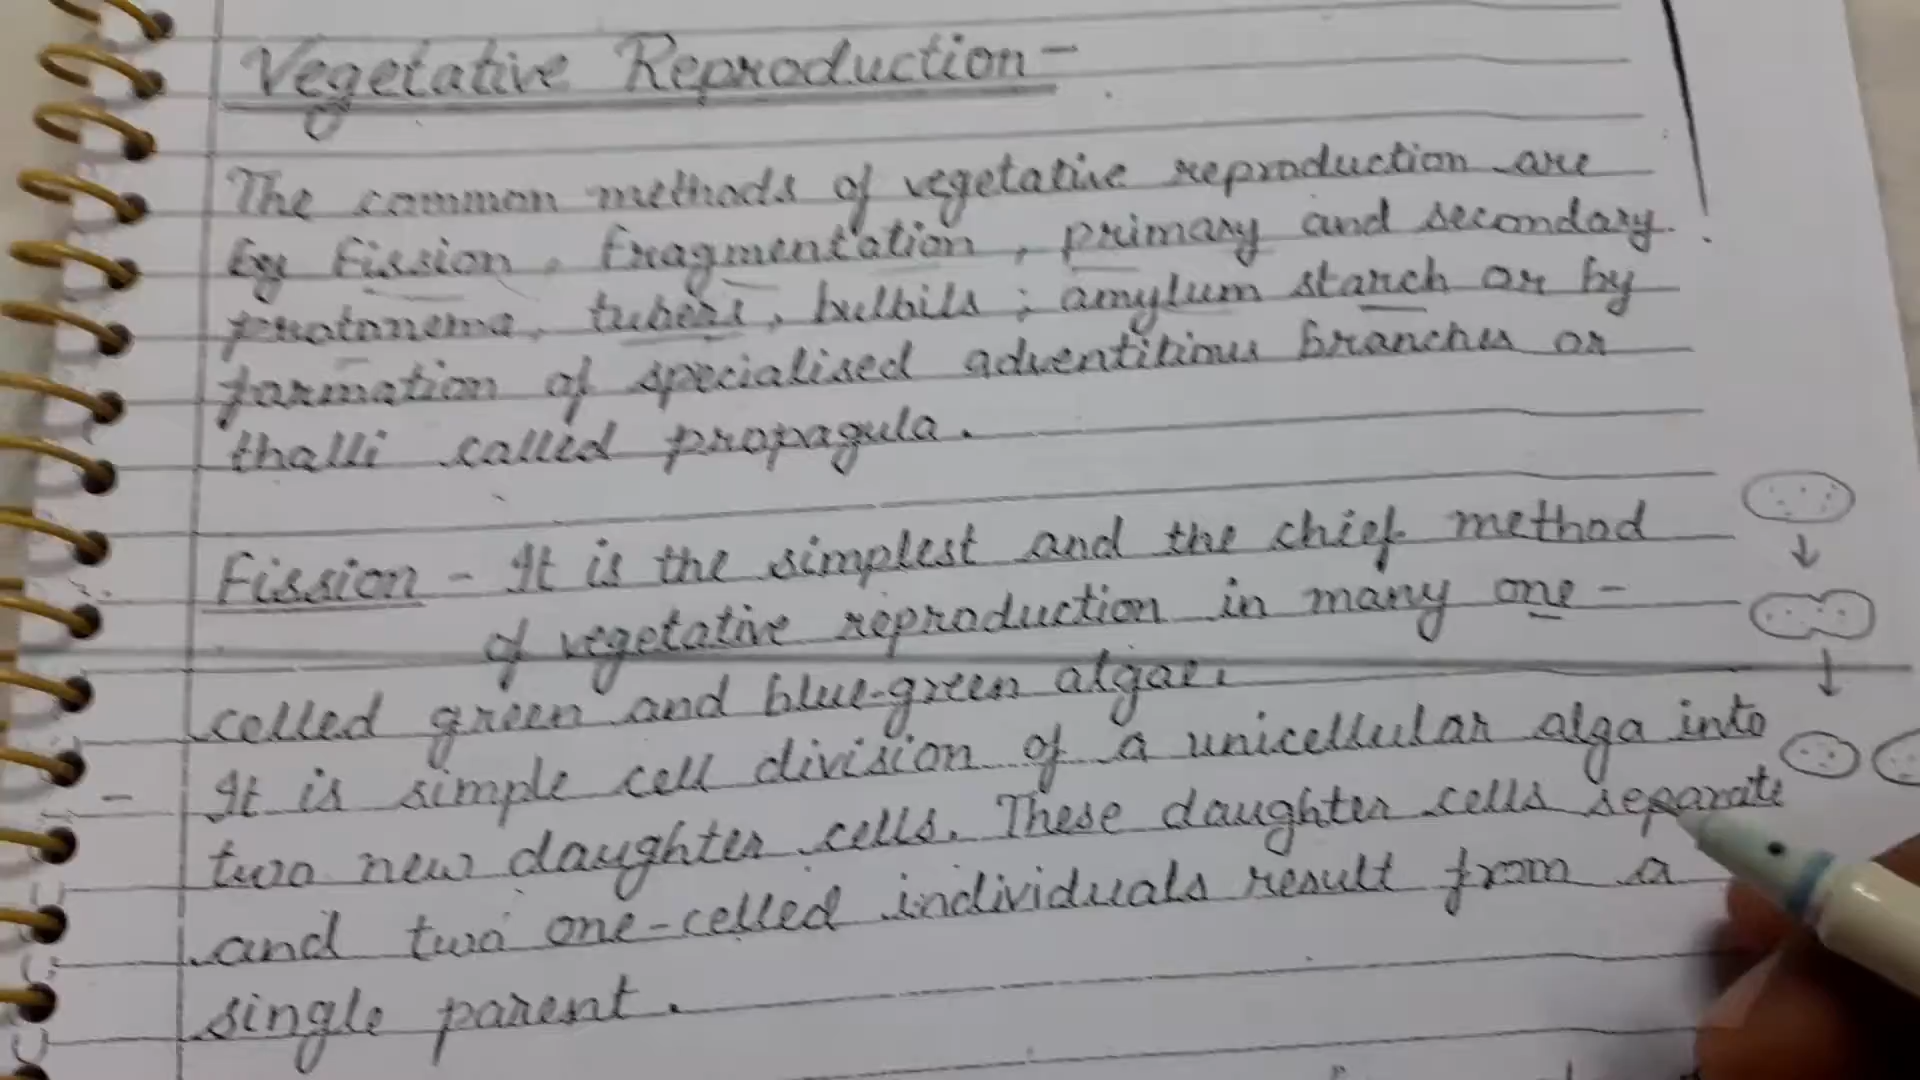 Vegetative Reproduction -
The common methods of vegetative reproduction are
by fission, fragmentation, primary and secondary
protonema, tubers, bulbils, amylum starch or by
formation of specialised adventitious branches or
thalli called propagula.
Fission - It is the simplest and the chief method
of vegetative reproduction in many one-
celled green and blue-green algae.
- It is simple cell division of a unicellular alga into
two new daughter cells. These daughter cells separate
and two one-celled individuals result from a
single parent.